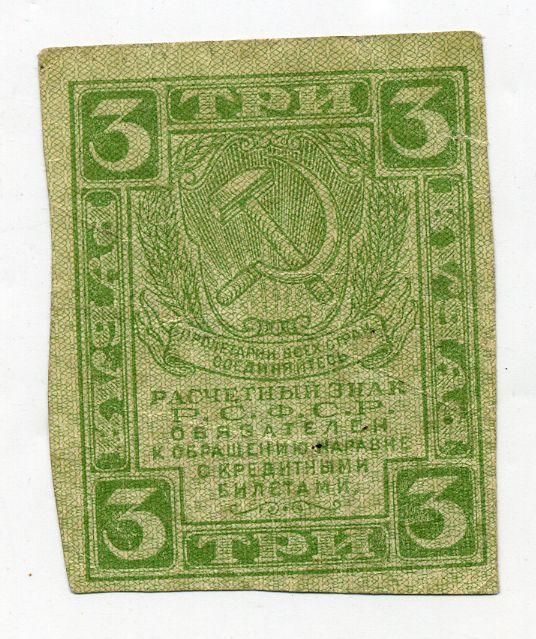 3 ТРИ 3
ПРОЛЕТАРИИ ВСЕХ СТРАН
СОЕДИНЯЙТЕСЬ
РАСЧЕТНЫЙ ЗНАК
Р.С.Ф.С.Р.
ОБЯЗАТЕЛЕН
К ОБРАЩЕНИЮ НАРАВНЕ
С КРЕДИТНЫМИ
БИЛЕТАМИ.
3 ТРИ 3